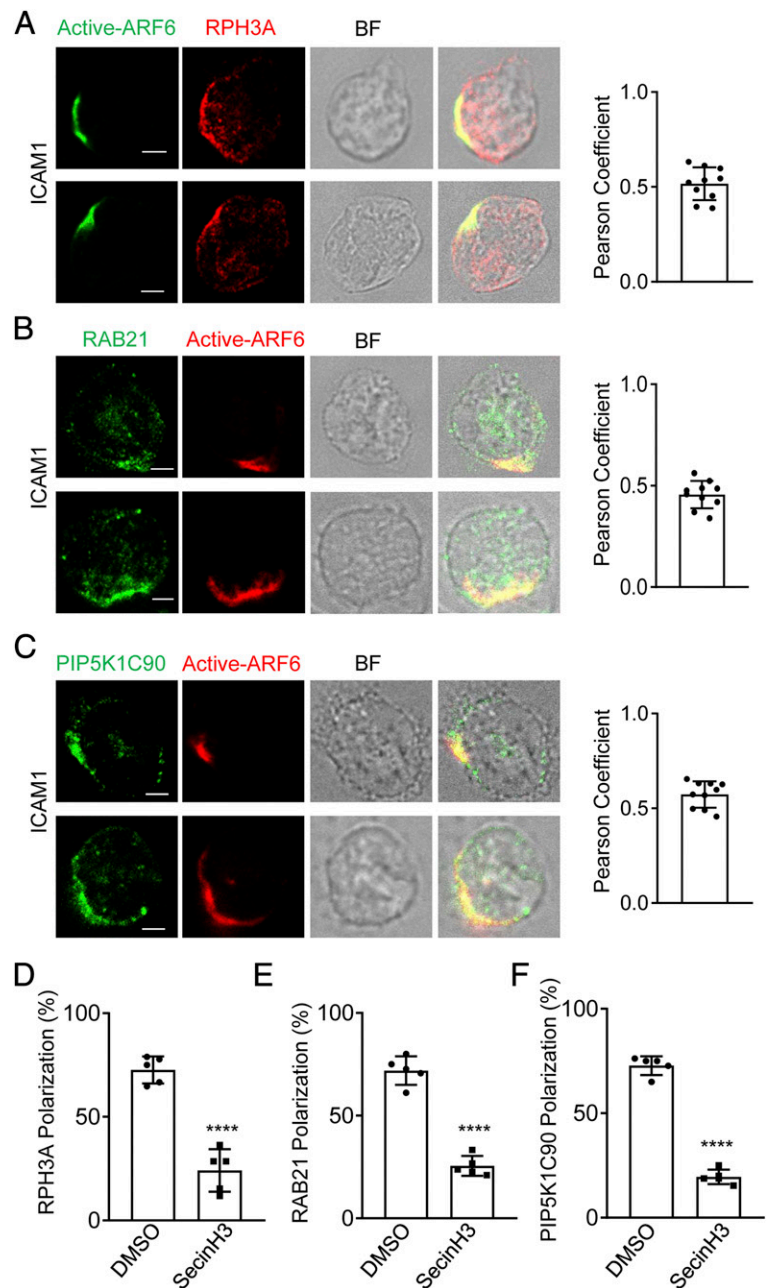 A
Active-ARF6 RPH3A BF
ICAM1
Pearson Coefficient
1.0
0.5
0.0
B
RAB21 Active-ARF6 BF
ICAM1
Pearson Coefficient
1.0
0.5
0.0
C
PIP5K1C90 Active-ARF6 BF
ICAM1
Pearson Coefficient
1.0
0.5
0.0
D
RPH3A Polarization (%)
100
50
0
****
DMSO SecinH3
E
RAB21 Polarization (%)
100
50
0
****
DMSO SecinH3
F
PIP5K1C90 Polarization (%)
100
50
0
****
DMSO SecinH3